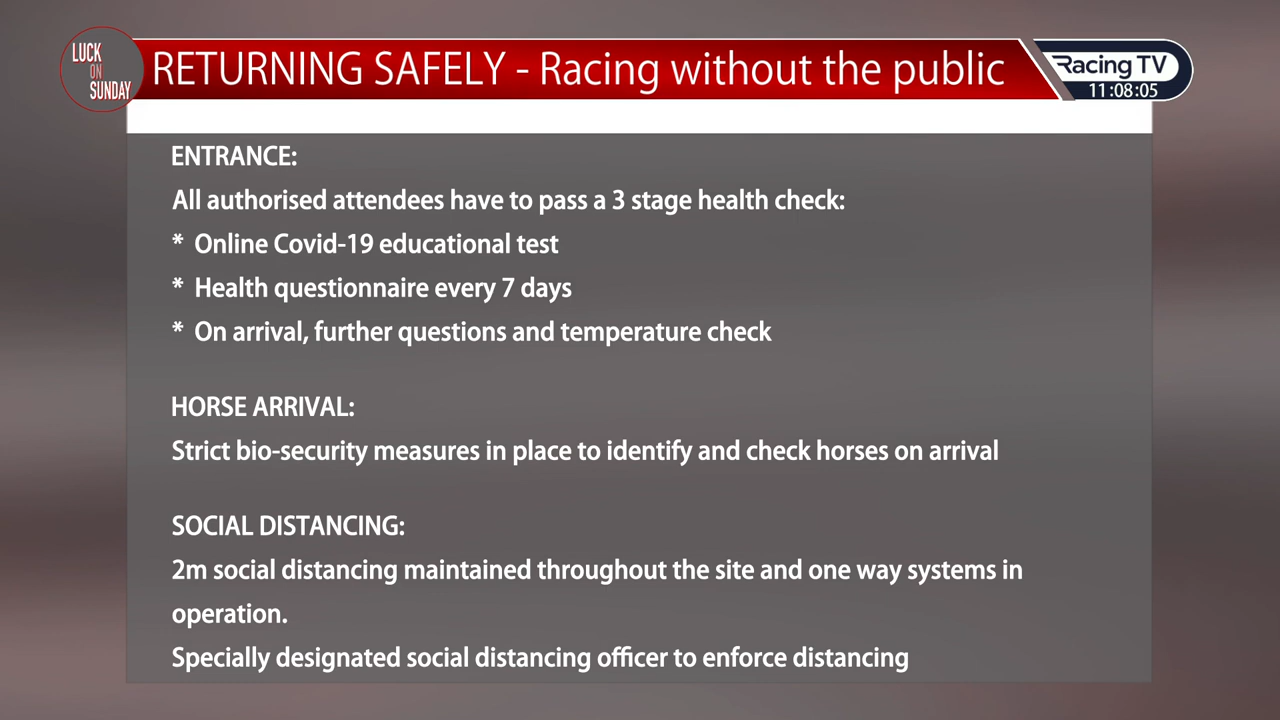 LUCK
ON
SUNDAY
RETURNING SAFELY - Racing without the public
Racing TV
11:08:05
ENTRANCE:
All authorised attendees have to pass a 3 stage health check:
* Online Covid-19 educational test
* Health questionnaire every 7 days
* On arrival, further questions and temperature check
HORSE ARRIVAL:
Strict bio-security measures in place to identify and check horses on arrival
SOCIAL DISTANCING:
2m social distancing maintained throughout the site and one way systems in
operation.
Specially designated social distancing officer to enforce distancing